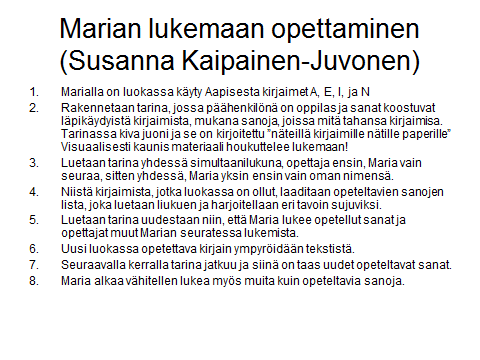 Marian lukemaan opettaminen
(Susanna Kaipainen-Juvonen)
1. Marialla on luokassa käyty Aapisesta kirjaimet A, E, I, ja N
2. Rakennetaan tarina, jossa päähenkilönä on oppilas ja sanat koostuvat
läpikäydyistä kirjaimista, mukana sanoja, joissa mitä tahansa kirjaimisa.
Tarinassa kiva juoni ja se on kirjoitettu ”näteillä kirjaimille nätille paperille”
Visuaalisesti kaunis materiaali houkuttelee lukemaan!
3. Luetaan tarina yhdessä simultaanilukuna, opettaja ensin, Maria vain
seuraa, sitten yhdessä, Maria yksin ensin vain oman nimensä.
4. Niistä kirjaimista, jotka luokassa on ollut, laaditaan opeteltavien sanojen
lista, joka luetaan liukuen ja harjoitellaan eri tavoin sujuviksi.
5. Luetaan tarina uudestaan niin, että Maria lukee opetellut sanat ja
opettajat muut Marian seuratessa lukemista.
6. Uusi luokassa opetettava kirjain ympyröidään tekstistä.
7. Seuraavalla kerralla tarina jatkuu ja siinä on taas uudet opeteltavat sanat.
8. Maria alkaa vähitellen lukea myös muita kuin opeteltavia sanoja.